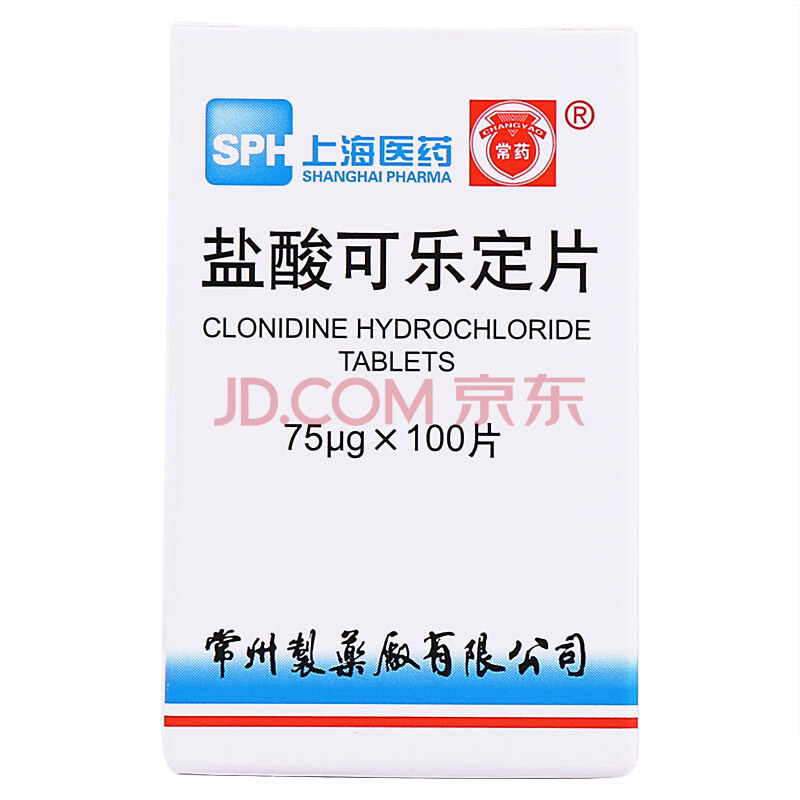 SPH 上海医药
SHANGHAI PHARMA
CHANGYAO
常药
®
盐酸可乐定片
CLONIDINE HYDROCHLORIDE
TABLETS
JD.COM 京东
75μg×100片
常州製藥厰有限公司